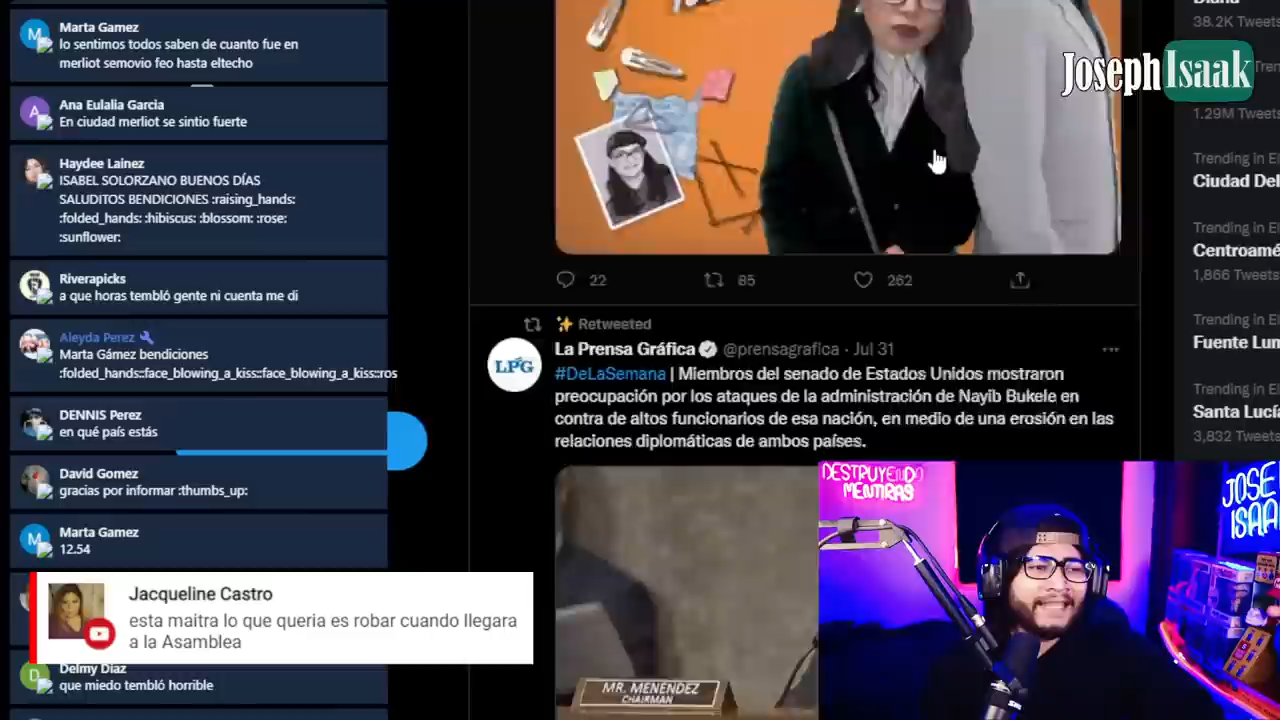 Marta Gamez
lo sentimos todos saben de cuanto fue en
merliot semovio feo hasta eltecho
Ana Eulalia Garcia
En ciudad merliot se sintio fuerte
Haydee Lainez
ISABEL SOLORZANO BUENOS DÍAS
SALUDITOS BENDICIONES :raising_hands:
:folded_hands: :hibiscus: :blossom: :rose:
:sunflower:
Riverapicks
a que horas tembló gente ni cuenta me di
Aleyda Perez
Marta Gámez bendiciones
:folded_hands::face_blowing_a_kiss::face_blowing_a_kiss::ros
DENNIS Perez
en qué país estás
David Gomez
gracias por informar :thumbs_up:
Marta Gamez
12.54
Jacqueline Castro
esta maitra lo que queria es robar cuando llegara
a la Asamblea
Delmy Diaz
que miedo tembló horrible
22
85
262
Retweeted
La Prensa Gráfica @prensagrafica · Jul 31
LPG
#DeLaSemana | Miembros del senado de Estados Unidos mostraron
preocupación por los ataques de la administración de Nayib Bukele en
contra de altos funcionarios de esa nación, en medio de una erosión en las
relaciones diplomáticas de ambos países.
MR. MENÉNDEZ
CHAIRMAN
Joseph Isaak
38.2K Tweets
Tren
1.29M Tweets
Trending in E
Ciudad Del
Trending in E
Centroamé
1,866 Tweets
Trending in E
Fuente Lum
Trending in E
Santa Lucía
3,832 Tweets
DESTRUYENDO
MENTIRAS
JOSE
ISAA